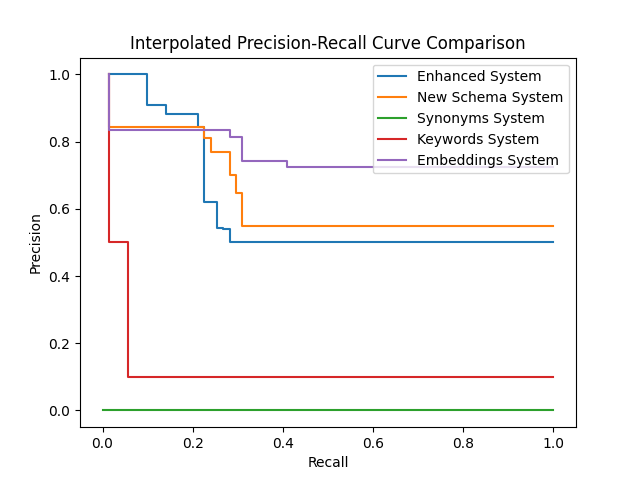 Interpolated Precision-Recall Curve Comparison
Enhanced System
New Schema System
Synonyms System
Keywords System
Embeddings System
Precision
1.0
0.8
0.6
0.4
0.2
0.0
0.0 0.2 0.4 0.6 0.8 1.0
Recall